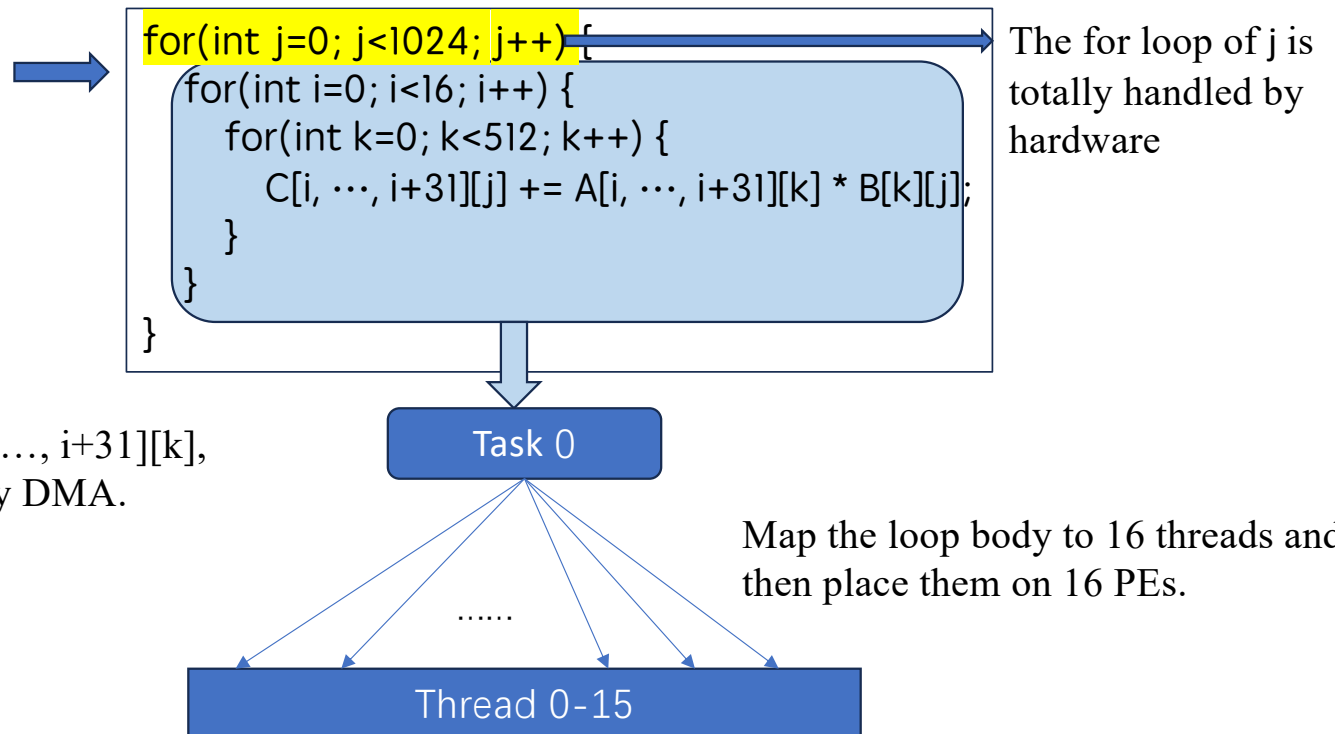 for(int j=0; j<1024; j++) {
for(int i=0; i<16; i++) {
for(int k=0; k<512; k++) {
C[i, ⋯, i+31][j] += A[i, ⋯, i+31][k] * B[k][j];
}
}
}
The for loop of j is
totally handled by
hardware
Task 0
…, i+31][k],
y DMA.
Map the loop body to 16 threads and
then place them on 16 PEs.
……
Thread 0-15